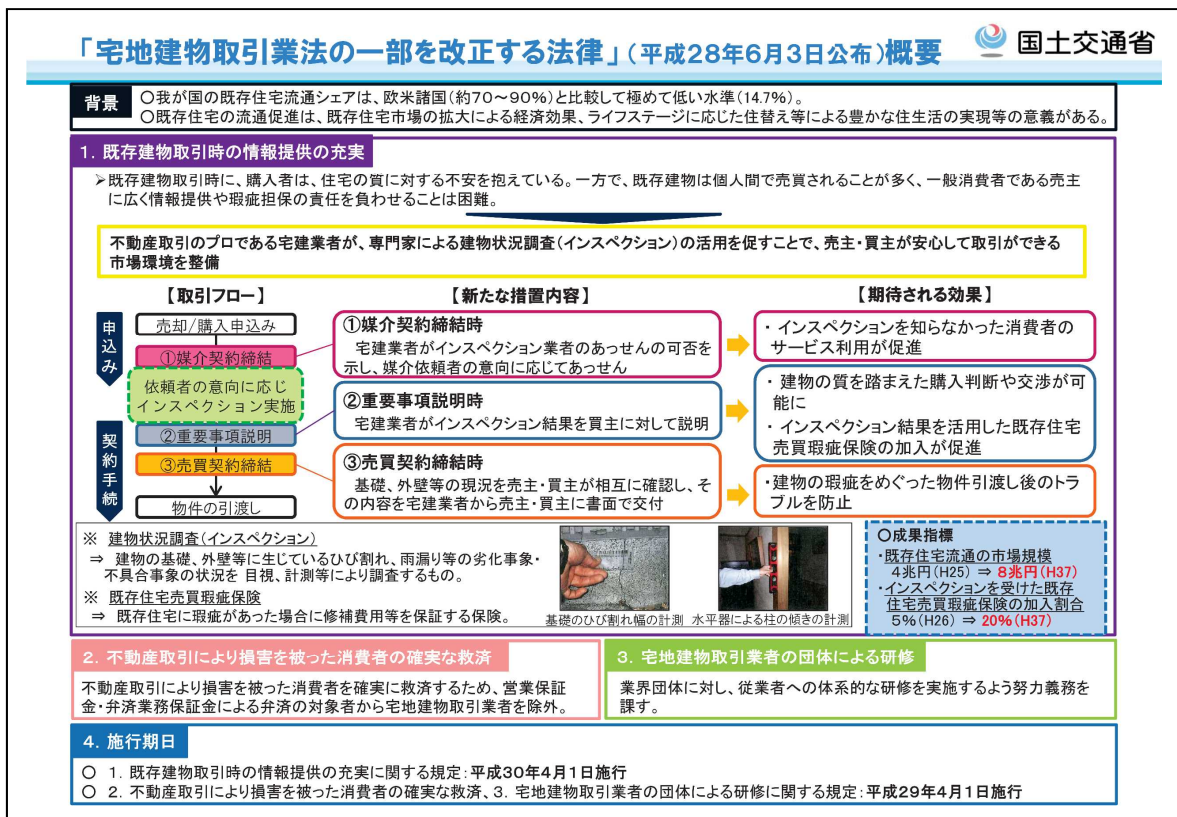 「宅地建物取引業法の一部を改正する法律」(平成28年6月3日公布)概要
国土交通省
背景
○我が国の既存住宅流通シェアは、欧米諸国(約70～90%)と比較して極めて低い水準(14.7%)。
○既存住宅の流通促進は、既存住宅市場の拡大による経済効果、ライフステージに応じた住替え等による豊かな住生活の実現等の意義がある。
1. 既存建物取引時の情報提供の充実
➢既存建物取引時に、購入者は、住宅の質に対する不安を抱えている。一方で、既存建物は個人間で売買されることが多く、一般消費者である売主
に広く情報提供や瑕疵担保の責任を負わせることは困難。
不動産取引のプロである宅建業者が、専門家による建物状況調査(インスペクション)の活用を促すことで、売主・買主が安心して取引ができる
市場環境を整備
【取引フロー】
申込み
売却/購入申込み
①媒介契約締結
依頼者の意向に応じ
インスペクション実施
契約手続
②重要事項説明
③売買契約締結
物件の引渡し
【新たな措置内容】
①媒介契約締結時
宅建業者がインスペクション業者のあっせんの可否を
示し、媒介依頼者の意向に応じてあっせん
②重要事項説明時
宅建業者がインスペクション結果を買主に対して説明
③売買契約締結時
基礎、外壁等の現況を売主・買主が相互に確認し、そ
の内容を宅建業者から売主・買主に書面で交付
【期待される効果】
・インスペクションを知らなかった消費者の
サービス利用が促進
・建物の質を踏まえた購入判断や交渉が可
能に
・インスペクション結果を活用した既存住宅
売買瑕疵保険の加入が促進
・建物の瑕疵をめぐった物件引渡し後のトラ
ブルを防止
※ 建物状況調査(インスペクション)
⇒ 建物の基礎、外壁等に生じているひび割れ、雨漏り等の劣化事象・
不具合事象の状況を 目視、計測等により調査するもの。
※ 既存住宅売買瑕疵保険
⇒ 既存住宅に瑕疵があった場合に修補費用等を保証する保険。
基礎のひび割れ幅の計測
水平器による柱の傾きの計測
○成果指標
・既存住宅流通の市場規模
4兆円(H25) ⇒ 8兆円(H37)
・インスペクションを受けた既存
住宅売買瑕疵保険の加入割合
5%(H26) ⇒ 20%(H37)
2. 不動産取引により損害を被った消費者の確実な救済
不動産取引により損害を被った消費者を確実に救済するため、営業保証
金・弁済業務保証金による弁済の対象者から宅地建物取引業者を除外。
3. 宅地建物取引業者の団体による研修
業界団体に対し、従業者への体系的な研修を実施するよう努力義務を
課す。
4. 施行期日
○ 1. 既存建物取引時の情報提供の充実に関する規定:平成30年4月1日施行
○ 2. 不動産取引により損害を被った消費者の確実な救済、3. 宅地建物取引業者の団体による研修に関する規定:平成29年4月1日施行